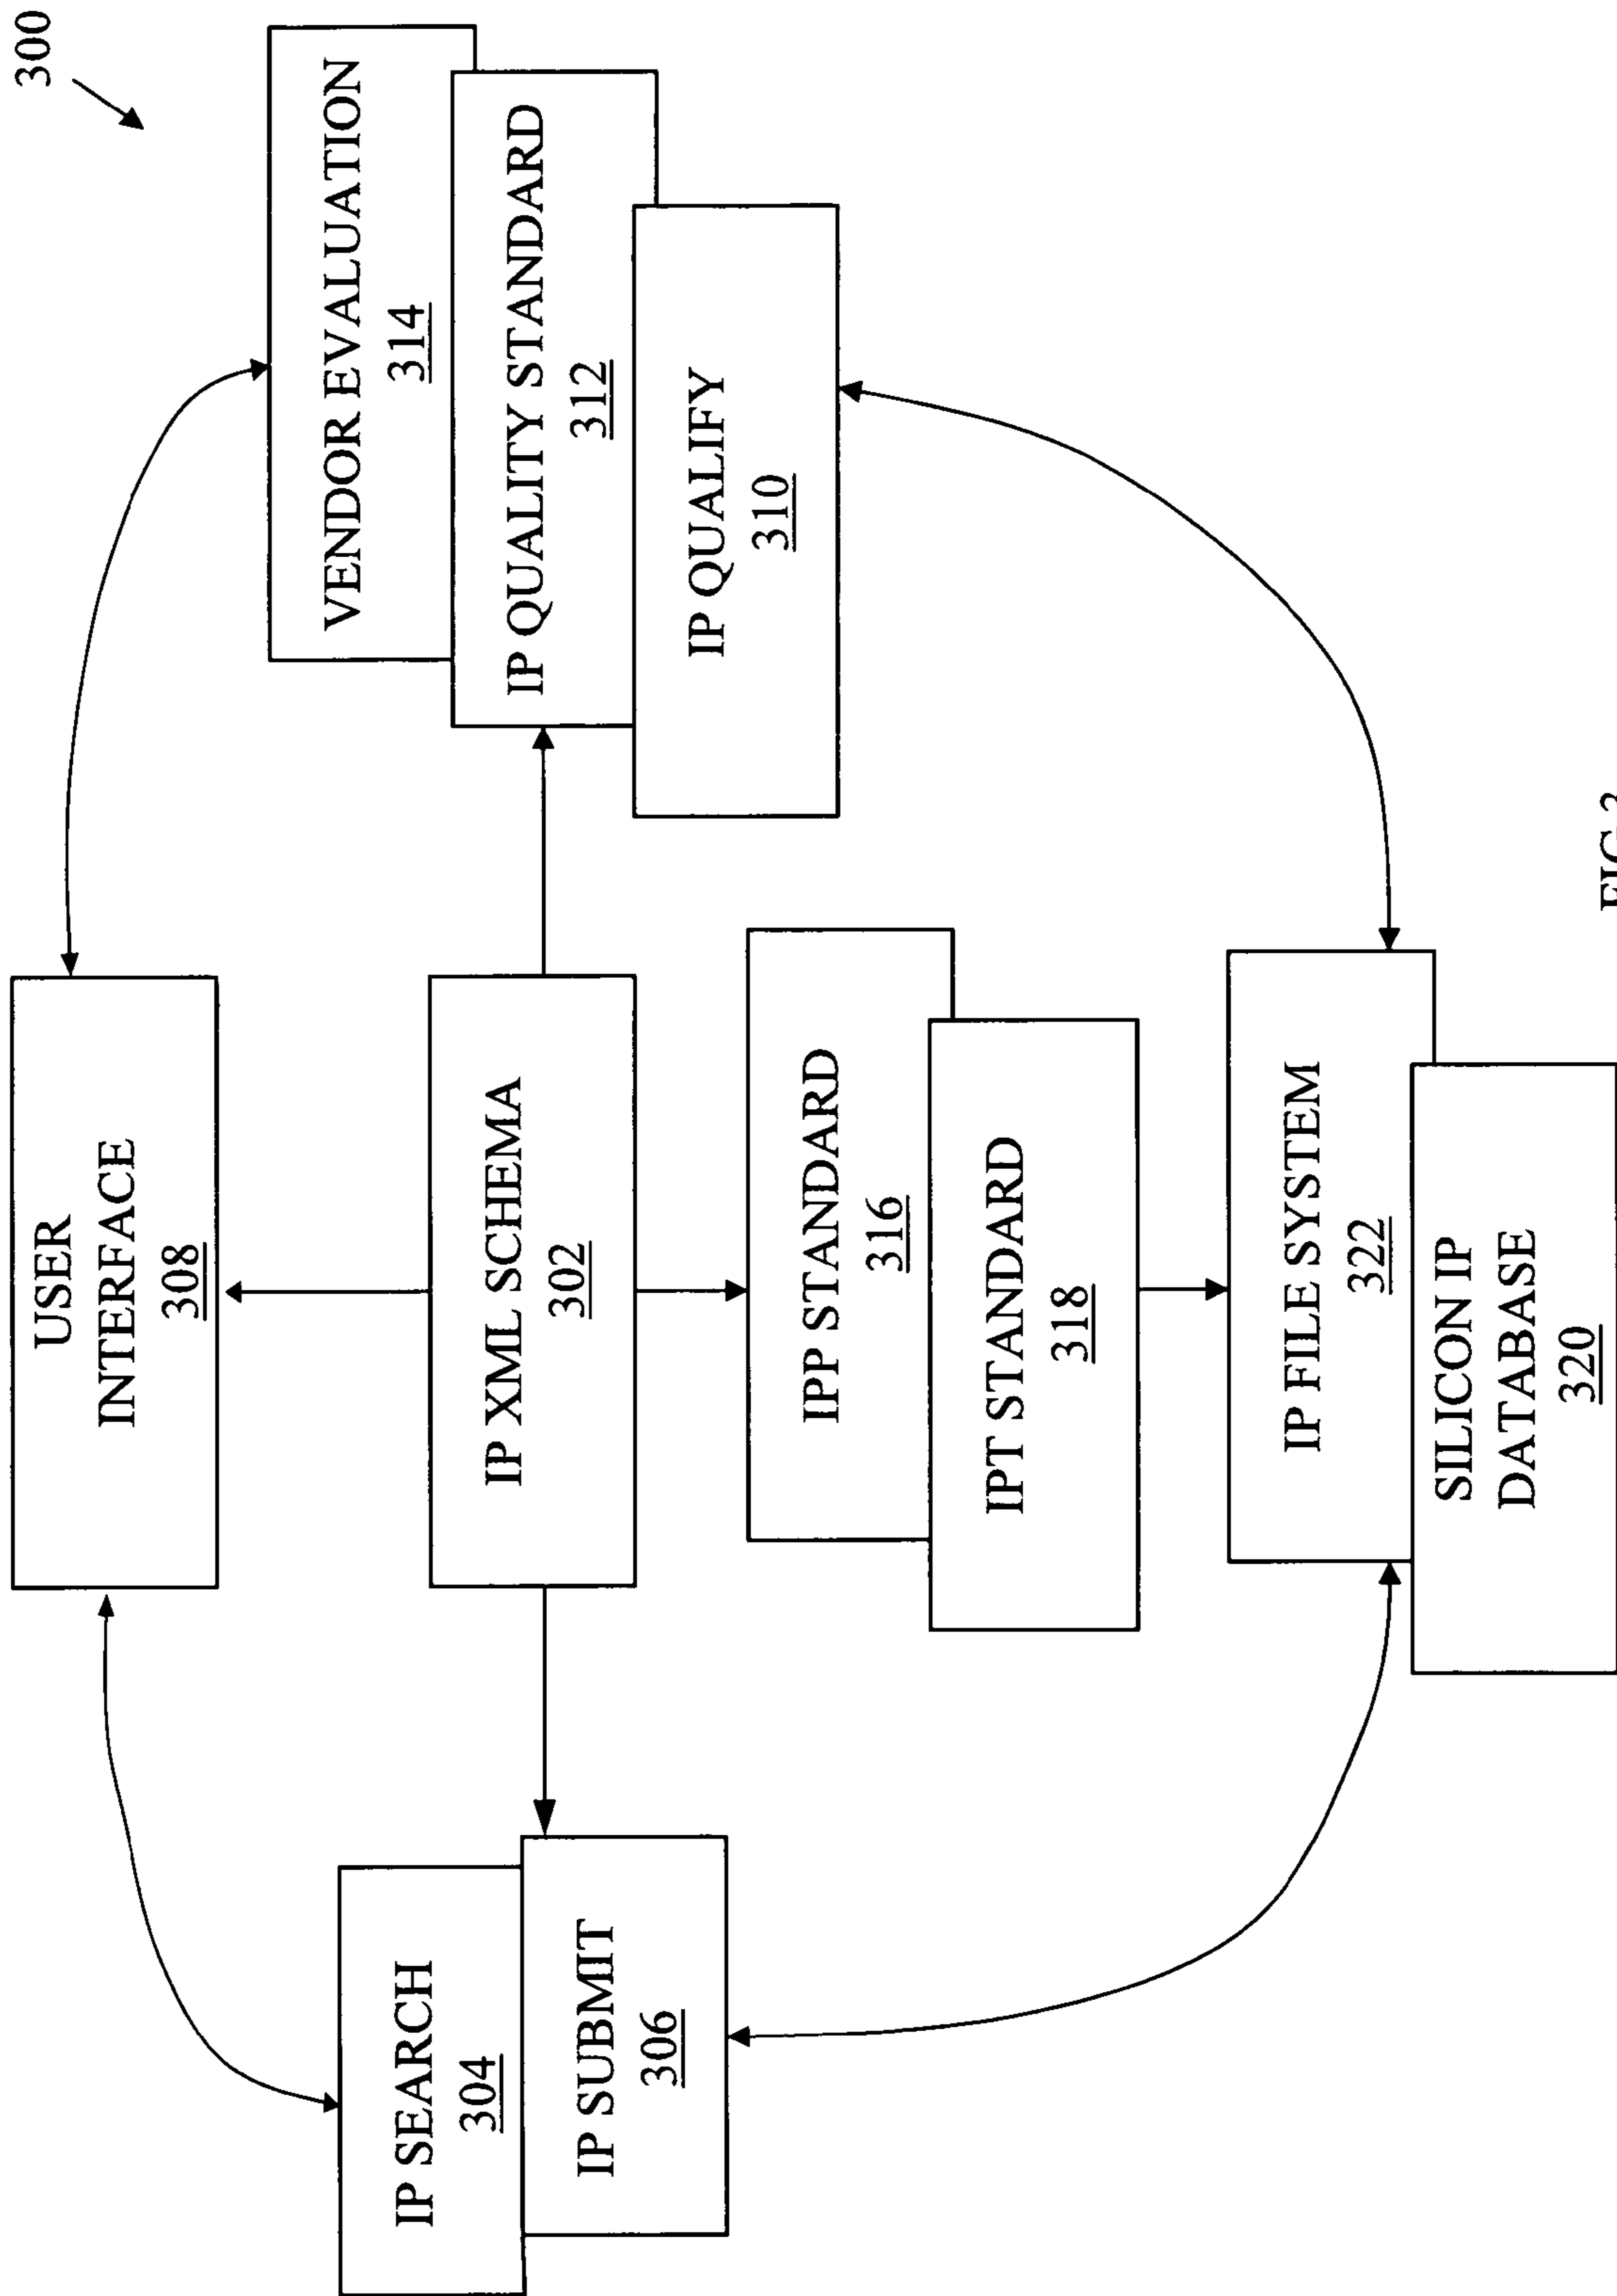 300
USER
INTERFACE
308
IP SEARCH
304
IP SUBMIT
306
IP XML SCHEMA
302
VENDOR EVALUATION
314
IP QUALITY STANDARD
312
IP QUALIFY
310
IPP STANDARD
316
IPT STANDARD
318
IP FILE SYSTEM
322
SILICON IP
DATABASE
320
FIG 3